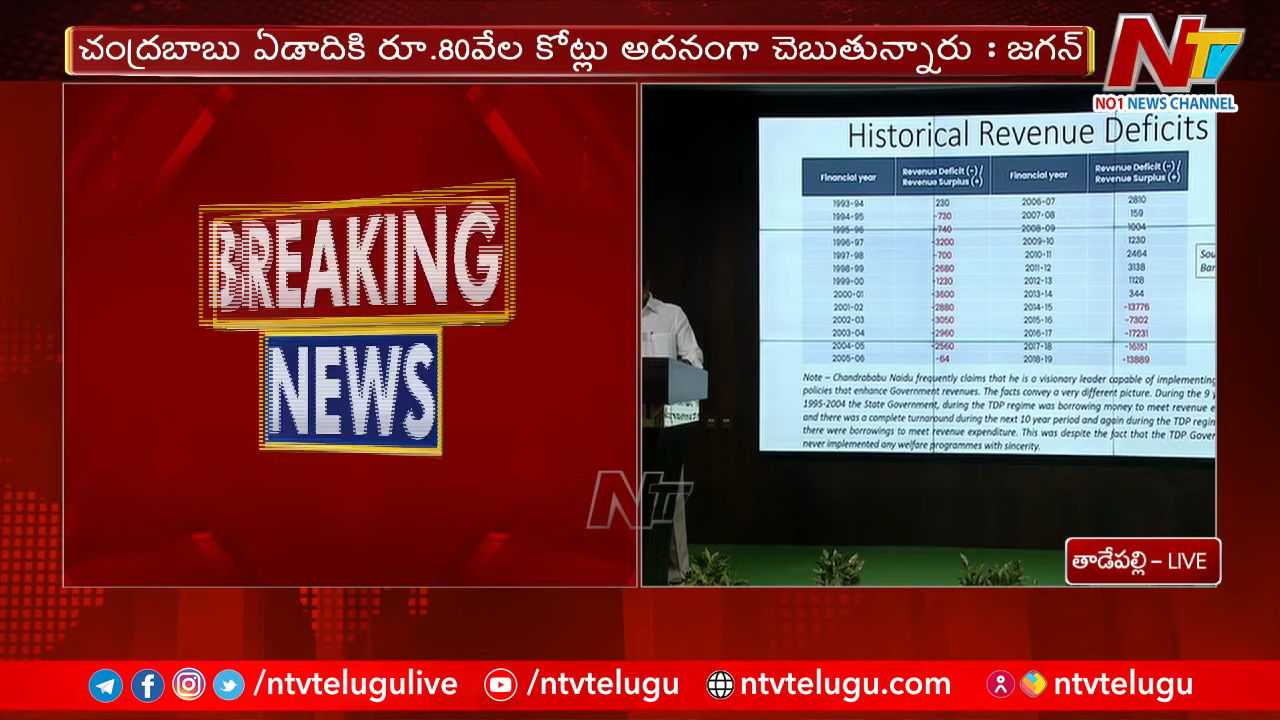 చంద్రబాబు ఏడాదికి రూ.80వేల కోట్లు అదనంగా చెబుతున్నారు : జగన్
NTV
NO1 NEWS CHANNEL
BREAKING
NEWS
Historical Revenue Deficits
Financial year Revenue Deficit (-) / Revenue Surplus (+) Financial year Revenue Deficit (-) / Revenue Surplus (+)
1993-94 230 2006-07 2810
1994-95 -730 2007-08 159
1995-96 -740 2008-09 1004
1996-97 -3200 2009-10 1230
1997-98 -700 2010-11 2464
1998-99 -2680 2011-12 3138
1999-00 -1230 2012-13 1128
2000-01 -3600 2013-14 344
2001-02 -2880 2014-15 -13776
2002-03 -3050 2015-16 -7302
2003-04 -2960 2016-17 -17231
2004-05 -2560 2017-18 -16151
2005-06 -64 2018-19 -13889
Sou
Ban
Note – Chandrababu Naidu frequently claims that he is a visionary leader capable of implementing
policies that enhance Government revenues. The facts convey a very different picture. During the 9 y
1995-2004 the State Government, during the TDP regime was borrowing money to meet revenue e
and there was a complete turnaround during the next 10 year period and again during the TDP regin
there were borrowings to meet revenue expenditure. This was despite the fact that the TDP Gover
never implemented any welfare programmes with sincerity.
NTV
తాడేపల్లి – LIVE
/ntvtelugulive /ntvtelugu ntvtelugu.com ntvtelugu